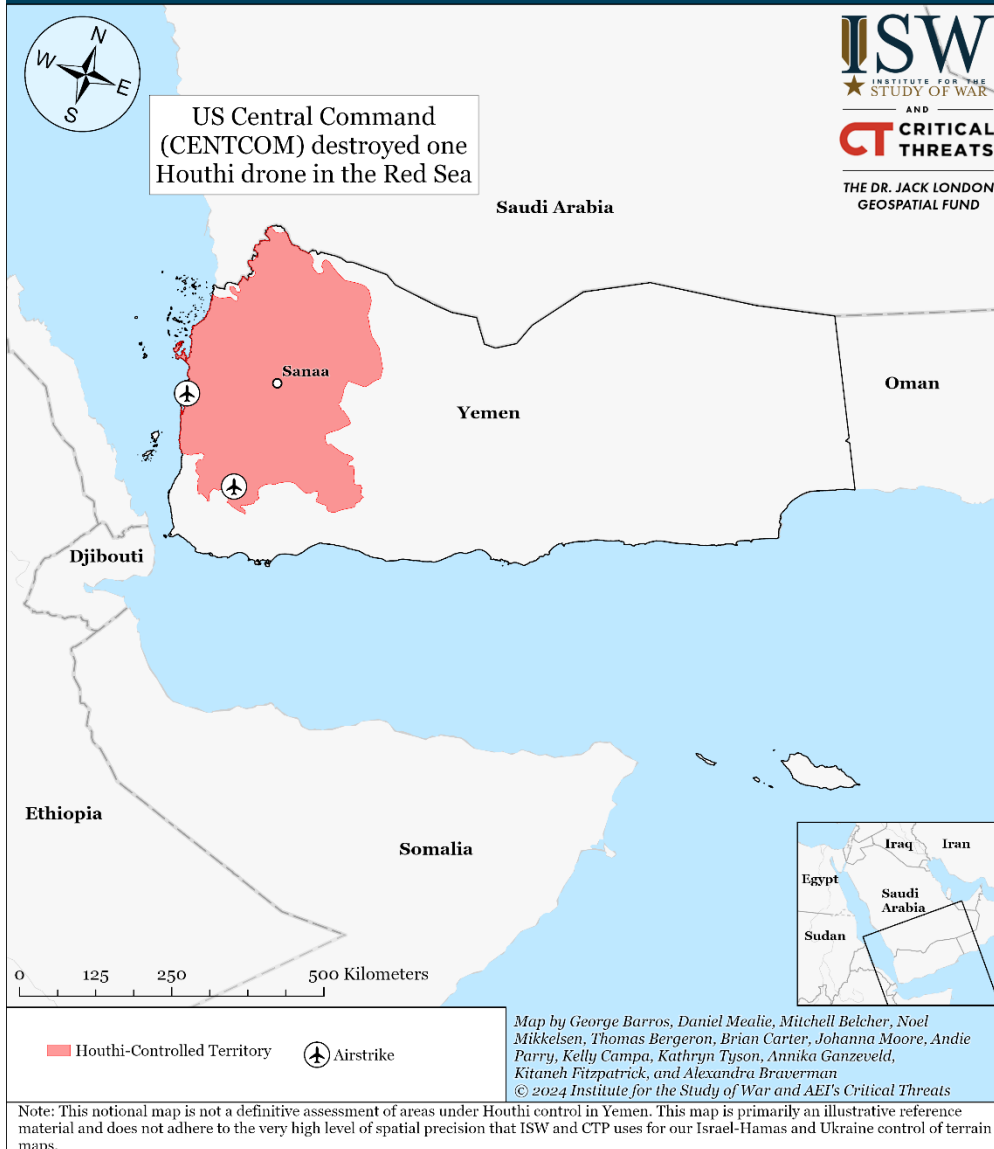 N
W
E
S
US Central Command
(CENTCOM) destroyed one
Houthi drone in the Red Sea
ISW
INSTITUTE FOR THE
STUDY OF WAR
AND
CT CRITICAL
THREATS
THE DR. JACK LONDON
GEOSPATIAL FUND
Saudi Arabia
Sanaa
Yemen
Oman
Djibouti
Ethiopia
Somalia
Iraq
Iran
Egypt
Saudi
Arabia
Sudan
0 125 250 500 Kilometers
Houthi-Controlled Territory
Airstrike
Map by George Barros, Daniel Mealie, Mitchell Belcher, Noel
Mikkelsen, Thomas Bergeron, Brian Carter, Johanna Moore, Andie
Parry, Kelly Campa, Kathryn Tyson, Annika Ganzeveld,
Kitaneh Fitzpatrick, and Alexandra Braverman
© 2024 Institute for the Study of War and AEI's Critical Threats
Note: This notional map is not a definitive assessment of areas under Houthi control in Yemen. This map is primarily an illustrative reference
material and does not adhere to the very high level of spatial precision that ISW and CTP uses for our Israel-Hamas and Ukraine control of terrain
maps.